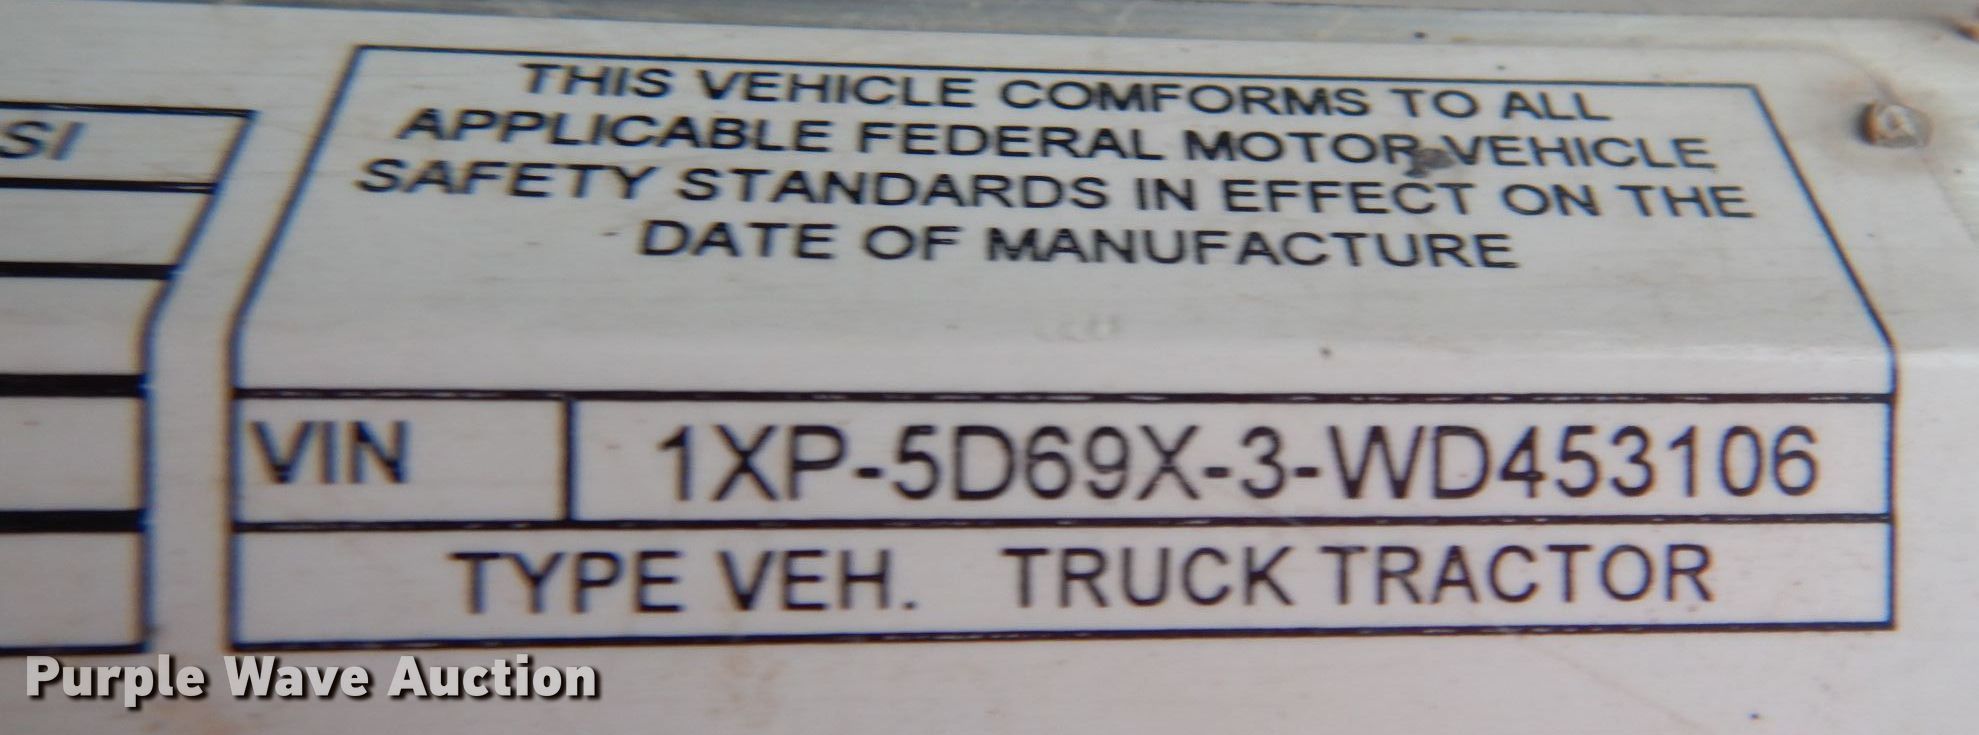 SI
THIS VEHICLE COMFORMS TO ALL
APPLICABLE FEDERAL MOTOR VEHICLE
SAFETY STANDARDS IN EFFECT ON THE
DATE OF MANUFACTURE
VIN 1XP-5D69X-3-WD453106
TYPE VEH. TRUCK TRACTOR
Purple Wave Auction